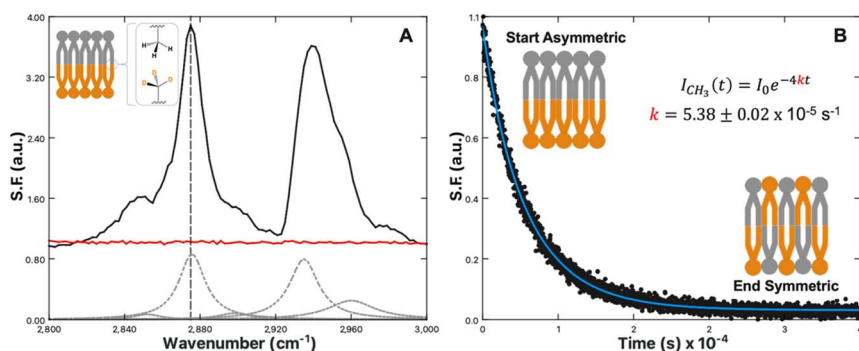 4.00
3.20
2.40
1.60
0.80
0.00
S.F. (a.u.)
H
H
H
D
D
D
A
2,800
2,840
2,880
2,920
2,960
3,000
Wavenumber (cm⁻¹)
1.1
0.9
0.7
0.4
0.2
0.0
S.F. (a.u.)
B
Start Asymmetric
I_CH₃(t) = I₀e^−4kt
k = 5.38 ± 0.02 x 10⁻⁵ s⁻¹
End Symmetric
0
1
2
3
4
Time (s) x 10⁻⁴